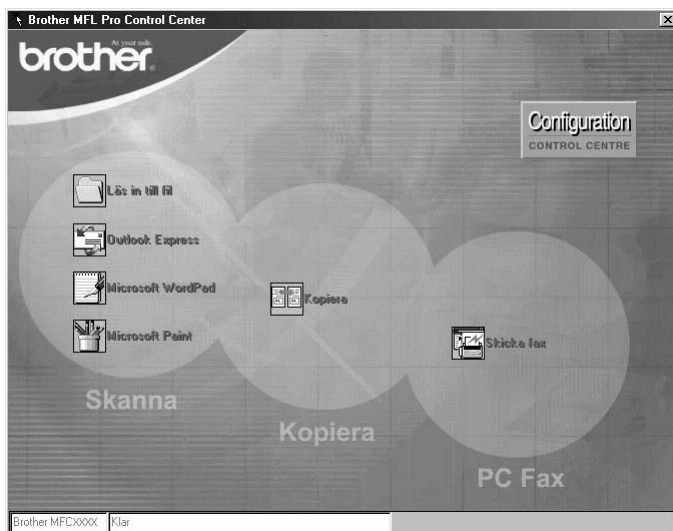 Brother MFL Pro Control Center
At your side.
brother
Configuration
CONTROL CENTRE
Läs in till fil
Outlook Express
Microsoft WordPad
Microsoft Paint
Skanna
Kopiera
Kopiera
Skicka fax
PC Fax
Brother MFCXXXX
Klar